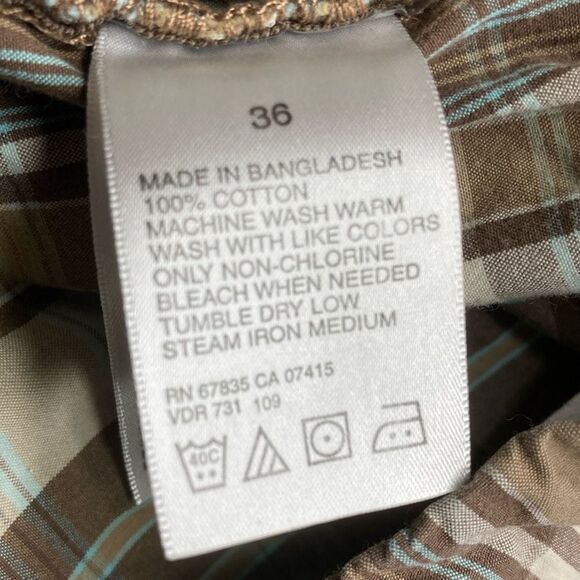 36
MADE IN BANGLADESH
100% COTTON
MACHINE WASH WARM
WASH WITH LIKE COLORS
ONLY NON-CHLORINE
BLEACH WHEN NEEDED
TUMBLE DRY LOW
STEAM IRON MEDIUM
RN 67835 CA 07415
VDR 731 109
40C